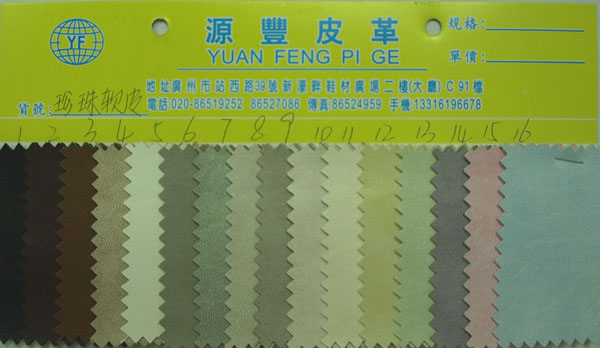 YF
源豐皮革
YUAN FENG PI GE
規格:
單價:
地址廣州市站西路39號新濠畔鞋材廣場二樓(大廳) C 91檔
貨號: 珍珠软皮
電話:020-86519252 86527086 傳真:86524959 手機:13316196678
1 2 3 4 5 6 7 8 9 10 11 12 13 14 15 16